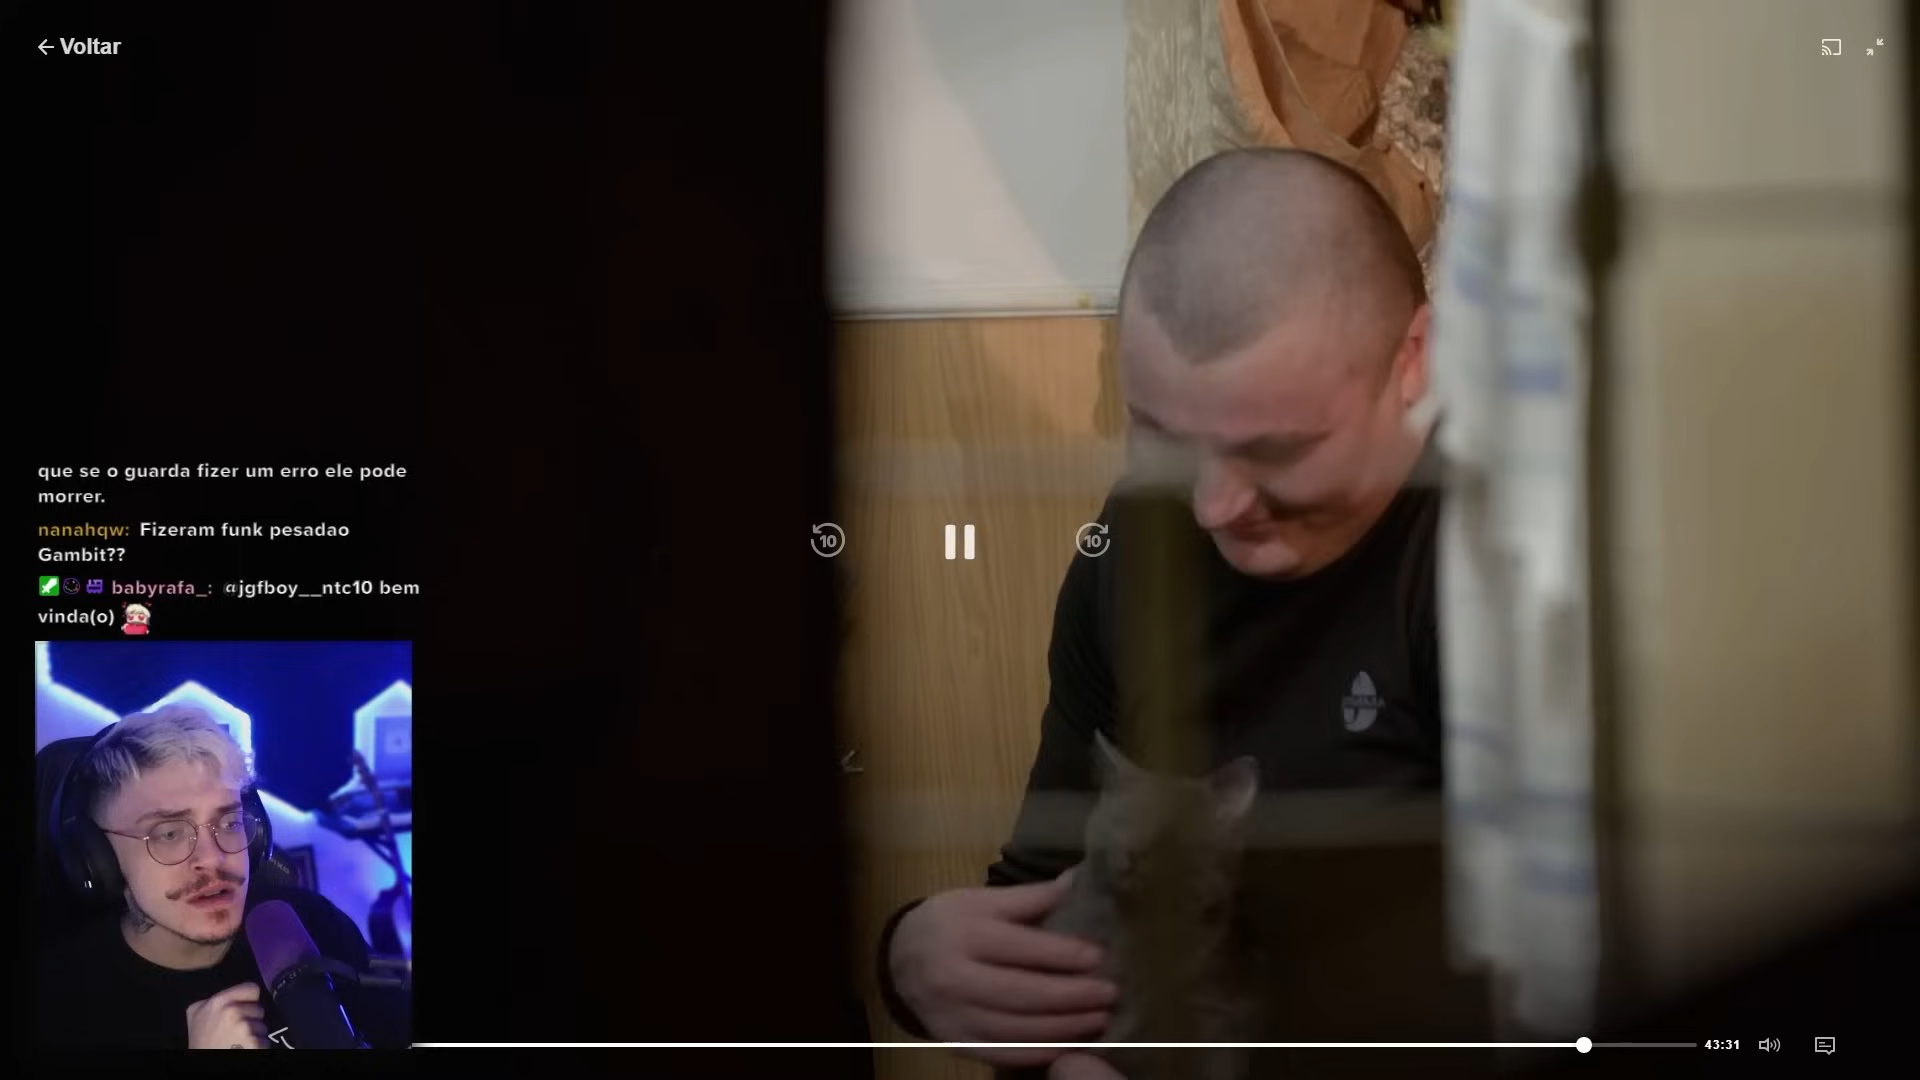 ← Voltar
que se o guarda fizer um erro ele pode
morrer.
nanahqw: Fizeram funk pesadao
Gambit??
babyrafa_: @jgfboy__ntc10 bem
vinda(o)
10
10
43:31